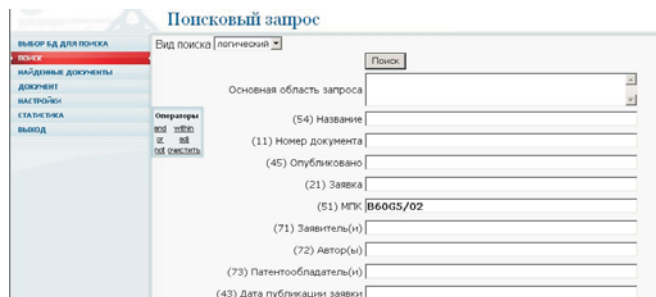 Поисковый запрос
ВЫБОР БД ДЛЯ ПОИСКА
ПОИСК
НАЙДЕННЫЕ ДОКУМЕНТЫ
ДОКУМЕНТ
НАСТРОЙКИ
СТАТИСТИКА
ВЫХОД
Вид поиска логический
Поиск
Основная область запроса
Операторы
and within
or adj
not очистить
(54) Название
(11) Номер документа
(45) Опубликовано
(21) Заявка
(51) МПК B60G5/02
(71) Заявитель(и)
(72) Автор(ы)
(73) Патентообладатель(и)
(43) Дата публикации заявки